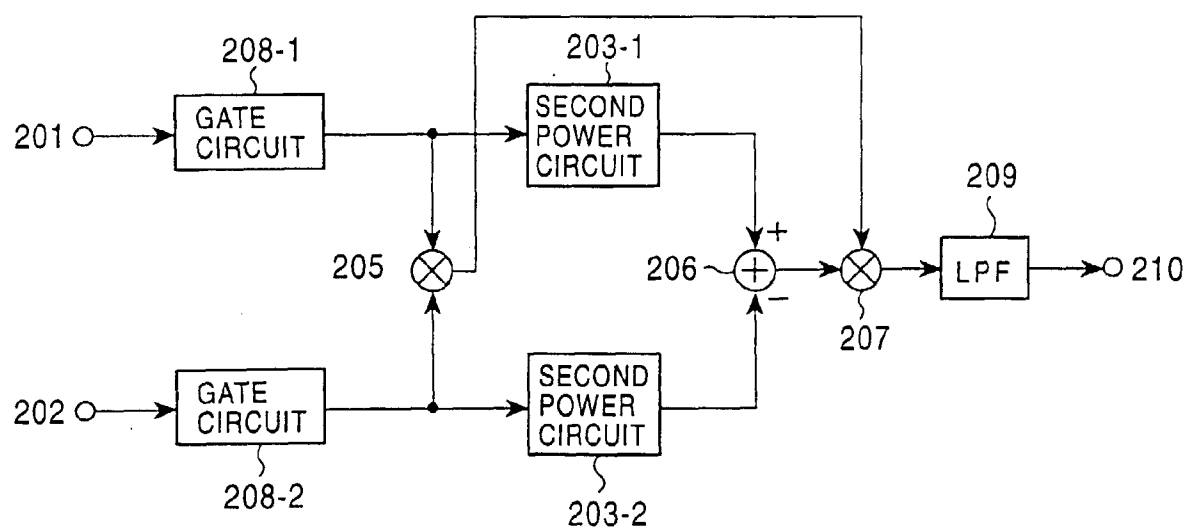 208-1
203-1
201
GATE
CIRCUIT
SECOND
POWER
CIRCUIT
209
205
206
+
+
−
LPF
210
207
202
GATE
CIRCUIT
SECOND
POWER
CIRCUIT
208-2
203-2